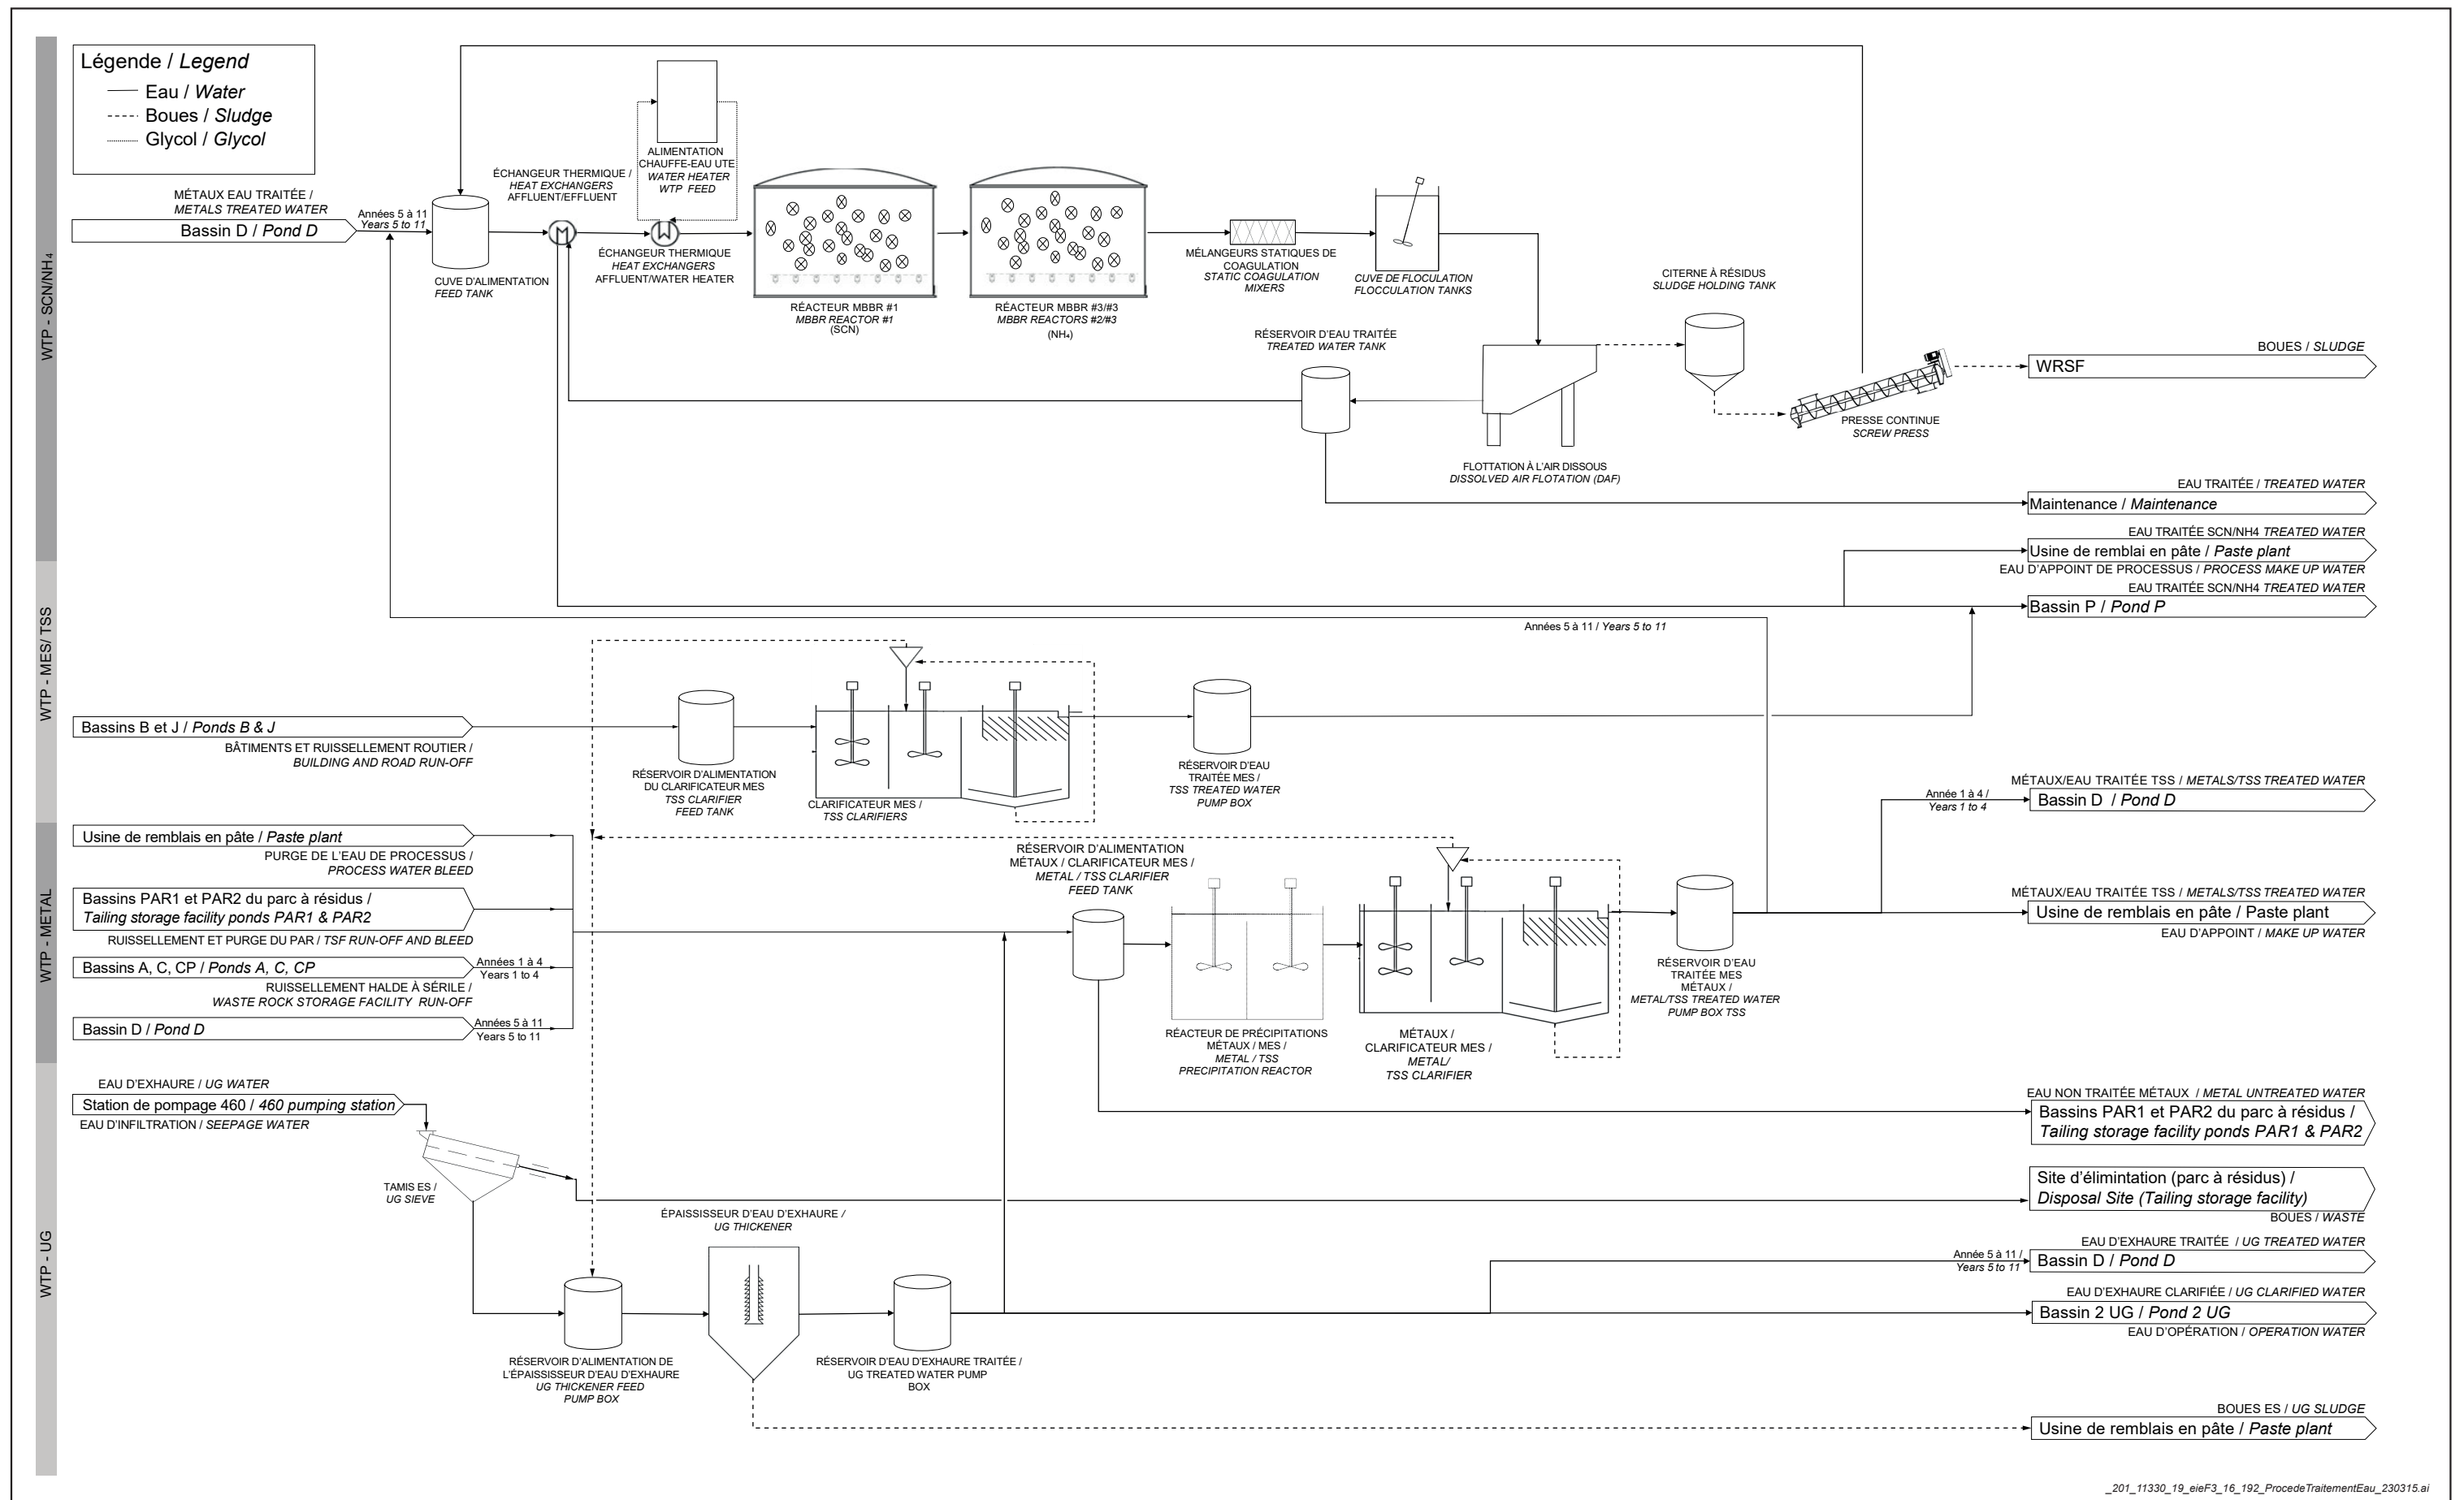 Légende / Legend
Eau / Water
Boues / Sludge
Glycol / Glycol
WTP - SCN/NH₄
MÉTAUX EAU TRAITÉE /
METALS TREATED WATER
Bassin D / Pond D
Années 5 à 11
Years 5 to 11
CUVE D'ALIMENTATION
FEED TANK
ÉCHANGEUR THERMIQUE /
HEAT EXCHANGERS
AFFLUENT/EFFLUENT
ALIMENTATION
CHAUFFE-EAU UTE
WATER HEATER
WTP FEED
ÉCHANGEUR THERMIQUE
HEAT EXCHANGERS
AFFLUENT/WATER HEATER
RÉACTEUR MBBR #1
MBBR REACTOR #1
(SCN)
RÉACTEUR MBBR #3/#3
MBBR REACTORS #2/#3
(NH₄)
MÉLANGEURS STATIQUES DE
COAGULATION
STATIC COAGULATION
MIXERS
CUVE DE FLOCULATION
FLOCCULATION TANKS
RÉSERVOIR D'EAU TRAITÉE
TREATED WATER TANK
FLOTTATION À L'AIR DISSOUS
DISSOLVED AIR FLOTATION (DAF)
CITERNE À RÉSIDUS
SLUDGE HOLDING TANK
PRESSE CONTINUE
SCREW PRESS
BOUES / SLUDGE
WRSF
EAU TRAITÉE / TREATED WATER
Maintenance / Maintenance
EAU TRAITÉE SCN/NH4 TREATED WATER
Usine de remblai en pâte / Paste plant
EAU D'APPOINT DE PROCESSUS / PROCESS MAKE UP WATER
EAU TRAITÉE SCN/NH4 TREATED WATER
Bassin P / Pond P
Années 5 à 11 / Years 5 to 11
WTP - MES/ TSS
Bassins B et J / Ponds B & J
BÂTIMENTS ET RUISSELLEMENT ROUTIER /
BUILDING AND ROAD RUN-OFF
RÉSERVOIR D'ALIMENTATION
DU CLARIFICATEUR MES
TSS CLARIFIER
FEED TANK
CLARIFICATEUR MES /
TSS CLARIFIERS
RÉSERVOIR D'EAU
TRAITÉE MES /
TSS TREATED WATER
PUMP BOX
MÉTAUX/EAU TRAITÉE TSS / METALS/TSS TREATED WATER
Année 1 à 4 /
Years 1 to 4
Bassin D / Pond D
WTP - METAL
Usine de remblais en pâte / Paste plant
PURGE DE L'EAU DE PROCESSUS /
PROCESS WATER BLEED
Bassins PAR1 et PAR2 du parc à résidus /
Tailing storage facility ponds PAR1 & PAR2
RUISSELLEMENT ET PURGE DU PAR / TSF RUN-OFF AND BLEED
Bassins A, C, CP / Ponds A, C, CP
Années 1 à 4
Years 1 to 4
RUISSELLEMENT HALDE À SÉRILE /
WASTE ROCK STORAGE FACILITY RUN-OFF
Bassin D / Pond D
Années 5 à 11
Years 5 to 11
RÉSERVOIR D'ALIMENTATION
MÉTAUX / CLARIFICATEUR MES /
METAL / TSS CLARIFIER
FEED TANK
RÉACTEUR DE PRÉCIPITATIONS
MÉTAUX / MES /
METAL / TSS
PRECIPITATION REACTOR
MÉTAUX /
CLARIFICATEUR MES /
METAL/
TSS CLARIFIER
RÉSERVOIR D'EAU
TRAITÉE MES
MÉTAUX /
METAL/TSS TREATED WATER
PUMP BOX TSS
MÉTAUX/EAU TRAITÉE TSS / METALS/TSS TREATED WATER
Usine de remblais en pâte / Paste plant
EAU D'APPOINT / MAKE UP WATER
EAU NON TRAITÉE MÉTAUX / METAL UNTREATED WATER
Bassins PAR1 et PAR2 du parc à résidus /
Tailing storage facility ponds PAR1 & PAR2
WTP - UG
EAU D'EXHAURE / UG WATER
Station de pompage 460 / 460 pumping station
EAU D'INFILTRATION / SEEPAGE WATER
TAMIS ES /
UG SIEVE
Site d'élimintation (parc à résidus) /
Disposal Site (Tailing storage facility)
BOUES / WASTE
ÉPAISSISSEUR D'EAU D'EXHAURE /
UG THICKENER
RÉSERVOIR D'ALIMENTATION DE
L'ÉPAISSISSEUR D'EAU D'EXHAURE
UG THICKENER FEED
PUMP BOX
RÉSERVOIR D'EAU D'EXHAURE TRAITÉE /
UG TREATED WATER PUMP
BOX
EAU D'EXHAURE TRAITÉE / UG TREATED WATER
Année 5 à 11 /
Years 5 to 11
Bassin D / Pond D
EAU D'EXHAURE CLARIFIÉE / UG CLARIFIED WATER
Bassin 2 UG / Pond 2 UG
EAU D'OPÉRATION / OPERATION WATER
BOUES ES / UG SLUDGE
Usine de remblais en pâte / Paste plant
_201_11330_19_eieF3_16_192_ProcedeTraitementEau_230315.ai